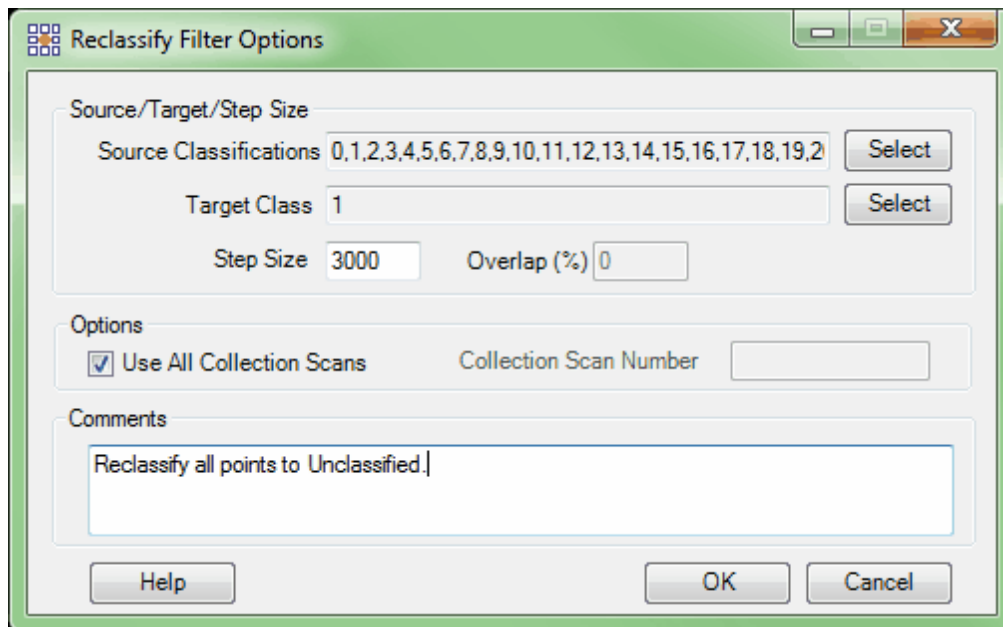 Reclassify Filter Options
Source/Target/Step Size
Source Classifications 0,1,2,3,4,5,6,7,8,9,10,11,12,13,14,15,16,17,18,19,2 Select
Target Class 1 Select
Step Size 3000 Overlap (%) 0
Options
Use All Collection Scans Collection Scan Number
Comments
Reclassify all points to Unclassified.
Help OK Cancel